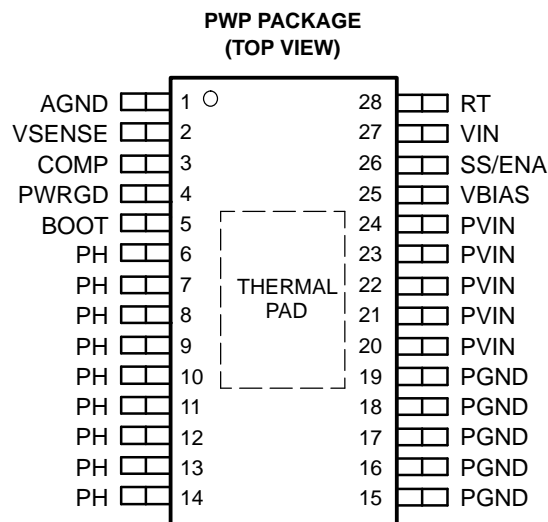 PWP PACKAGE
(TOP VIEW)
AGND 1 28 RT
VSENSE 2 27 VIN
COMP 3 26 SS/ENA
PWRGD 4 25 VBIAS
BOOT 5 24 PVIN
PH 6 23 PVIN
PH 7 THERMAL 22 PVIN
PH 8 PAD 21 PVIN
PH 9 20 PVIN
PH 10 19 PGND
PH 11 18 PGND
PH 12 17 PGND
PH 13 16 PGND
PH 14 15 PGND